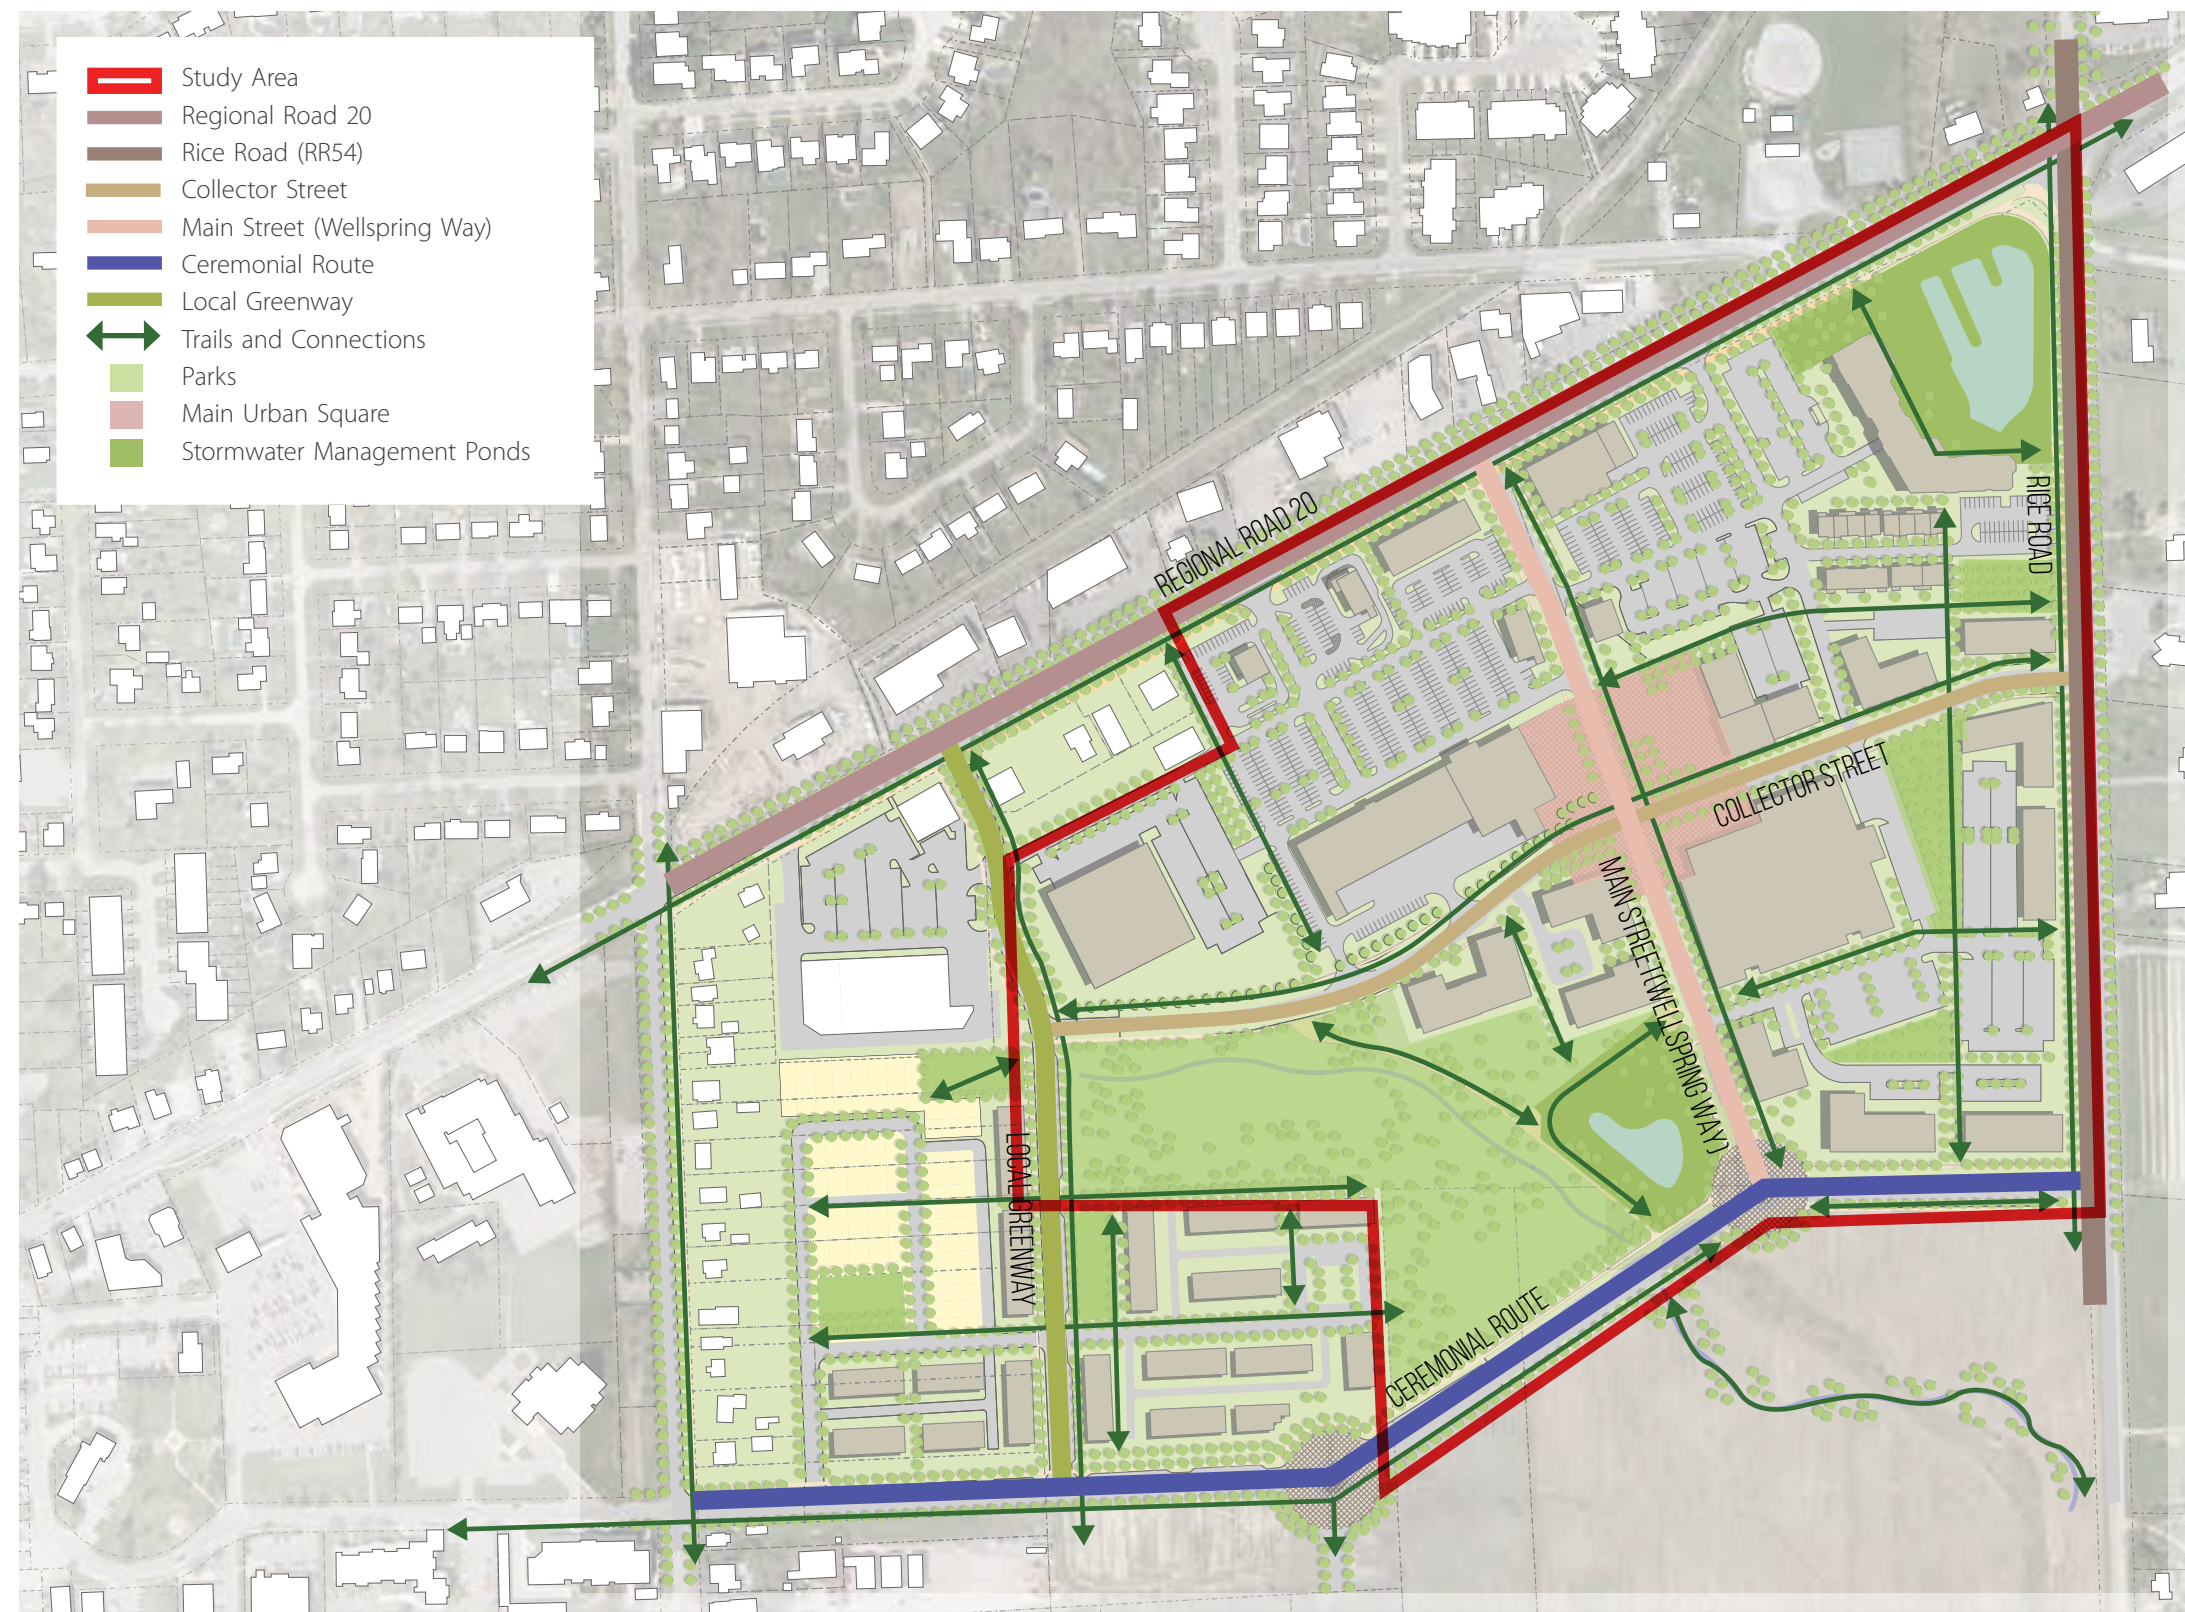 Study Area
Regional Road 20
Rice Road (RR54)
Collector Street
Main Street (Wellspring Way)
Ceremonial Route
Local Greenway
Trails and Connections
Parks
Main Urban Square
Stormwater Management Ponds
REGIONAL ROAD 20
RICE ROAD
COLLECTOR STREET
MAIN STREET(WELLSPRING WAY)
LOCAL GREENWAY
CEREMONIAL ROUTE